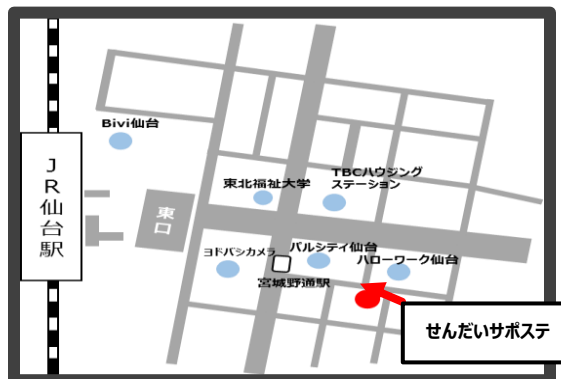 Bivi仙台
JR仙台駅
東口
東北福祉大学
TBCハウジング
ステーション
ヨドバシカメラ
パルシティ仙台
ハローワーク仙台
宮城野通駅
せんだいサポステ